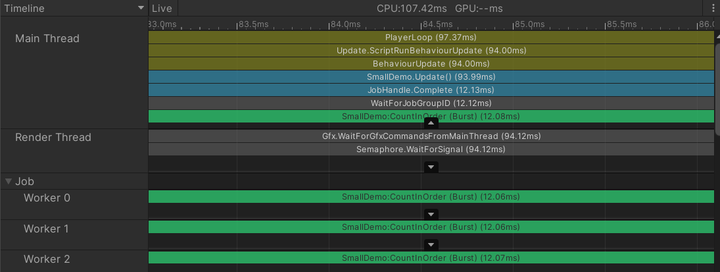 Timeline Live CPU:107.42ms GPU:--ms
83.0ms 83.5ms 84.0ms 84.5ms 85.0ms 85.5ms 86.0
Main Thread
PlayerLoop (97.37ms)
Update.ScriptRunBehaviourUpdate (94.00ms)
BehaviourUpdate (94.00ms)
SmallDemo.Update() (93.99ms)
JobHandle.Complete (12.13ms)
WaitForJobGroupID (12.12ms)
SmallDemo:CountInOrder (Burst) (12.08ms)
Render Thread
Gfx.WaitForGfxCommandsFromMainThread (94.12ms)
Semaphore.WaitForSignal (94.12ms)
Job
Worker 0 SmallDemo:CountInOrder (Burst) (12.06ms)
Worker 1 SmallDemo:CountInOrder (Burst) (12.06ms)
Worker 2 SmallDemo:CountInOrder (Burst) (12.07ms)